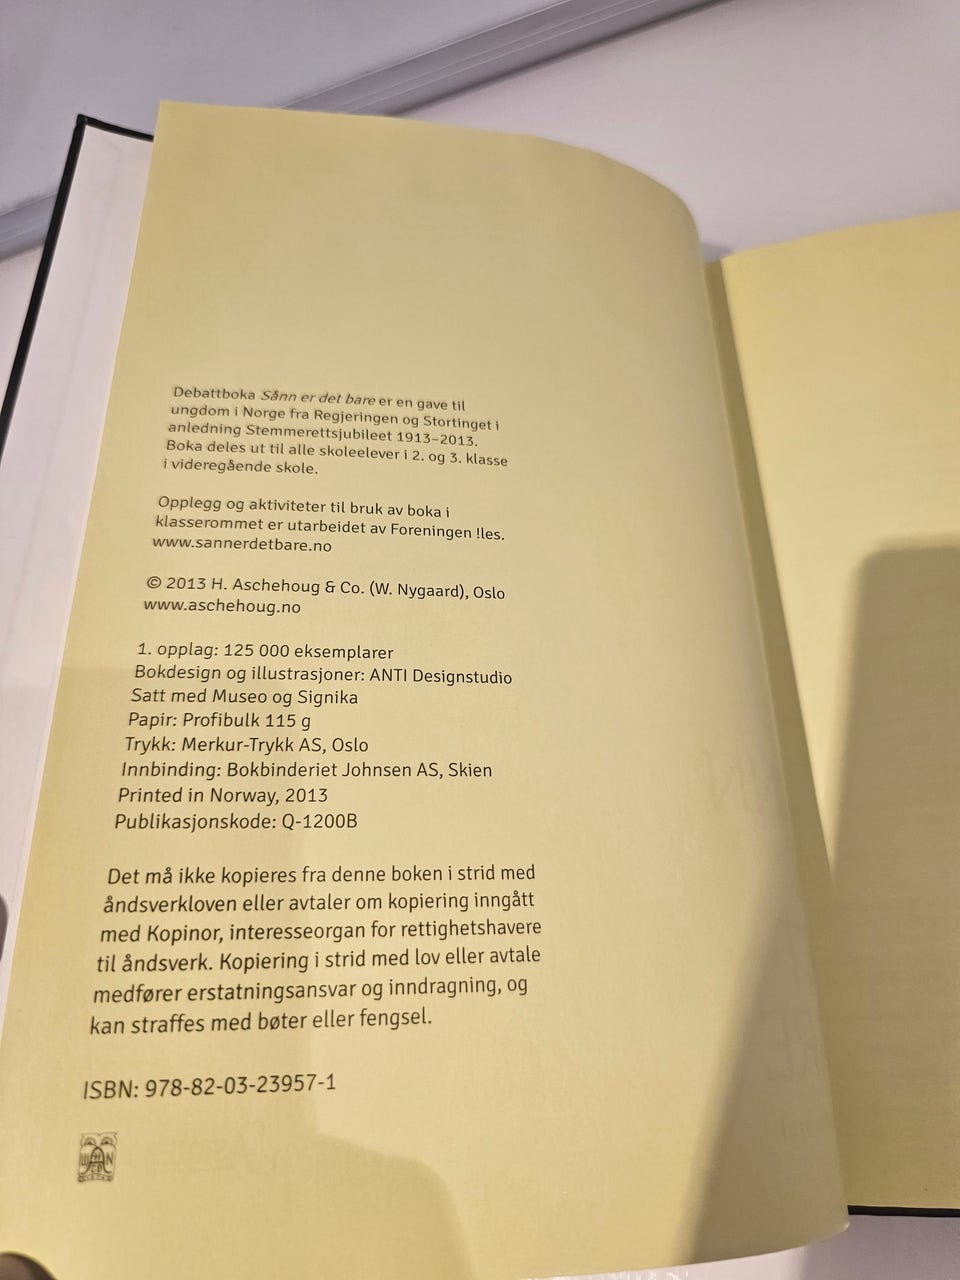 Debattboka Sånn er det bare er en gave til
ungdom i Norge fra Regjeringen og Stortinget i
anledning Stemmerettsjubileet 1913–2013.
Boka deles ut til alle skoleelever i 2. og 3. klasse
i videregående skole.
Opplegg og aktiviteter til bruk av boka i
klasserommet er utarbeidet av Foreningen !les.
www.sannerdetbare.no
© 2013 H. Aschehoug & Co. (W. Nygaard), Oslo
www.aschehoug.no
1. opplag: 125 000 eksemplarer
Bokdesign og illustrasjoner: ANTI Designstudio
Satt med Museo og Signika
Papir: Profibulk 115 g
Trykk: Merkur-Trykk AS, Oslo
Innbinding: Bokbinderiet Johnsen AS, Skien
Printed in Norway, 2013
Publikasjonskode: Q-1200B
Det må ikke kopieres fra denne boken i strid med
åndsverkloven eller avtaler om kopiering inngått
med Kopinor, interesseorgan for rettighetshavere
til åndsverk. Kopiering i strid med lov eller avtale
medfører erstatningsansvar og inndragning, og
kan straffes med bøter eller fengsel.
ISBN: 978-82-03-23957-1